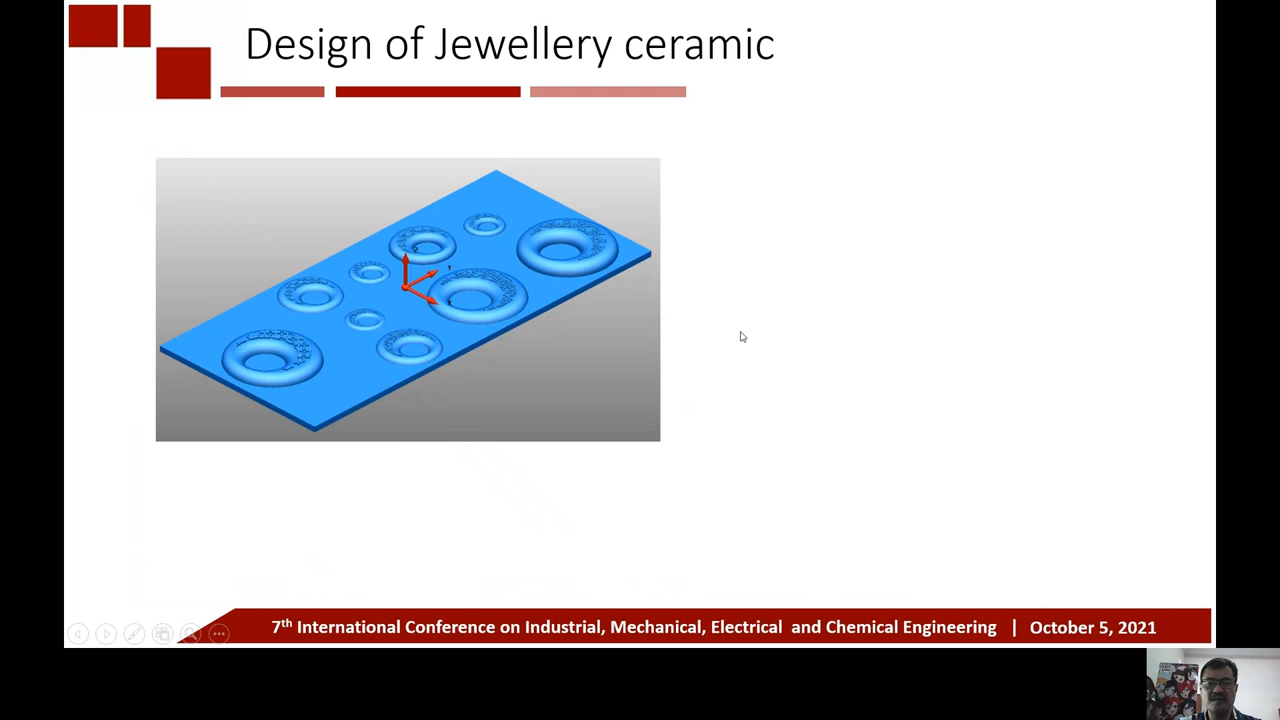 Design of Jewellery ceramic
Y
X
7th International Conference on Industrial, Mechanical, Electrical and Chemical Engineering | October 5, 2021